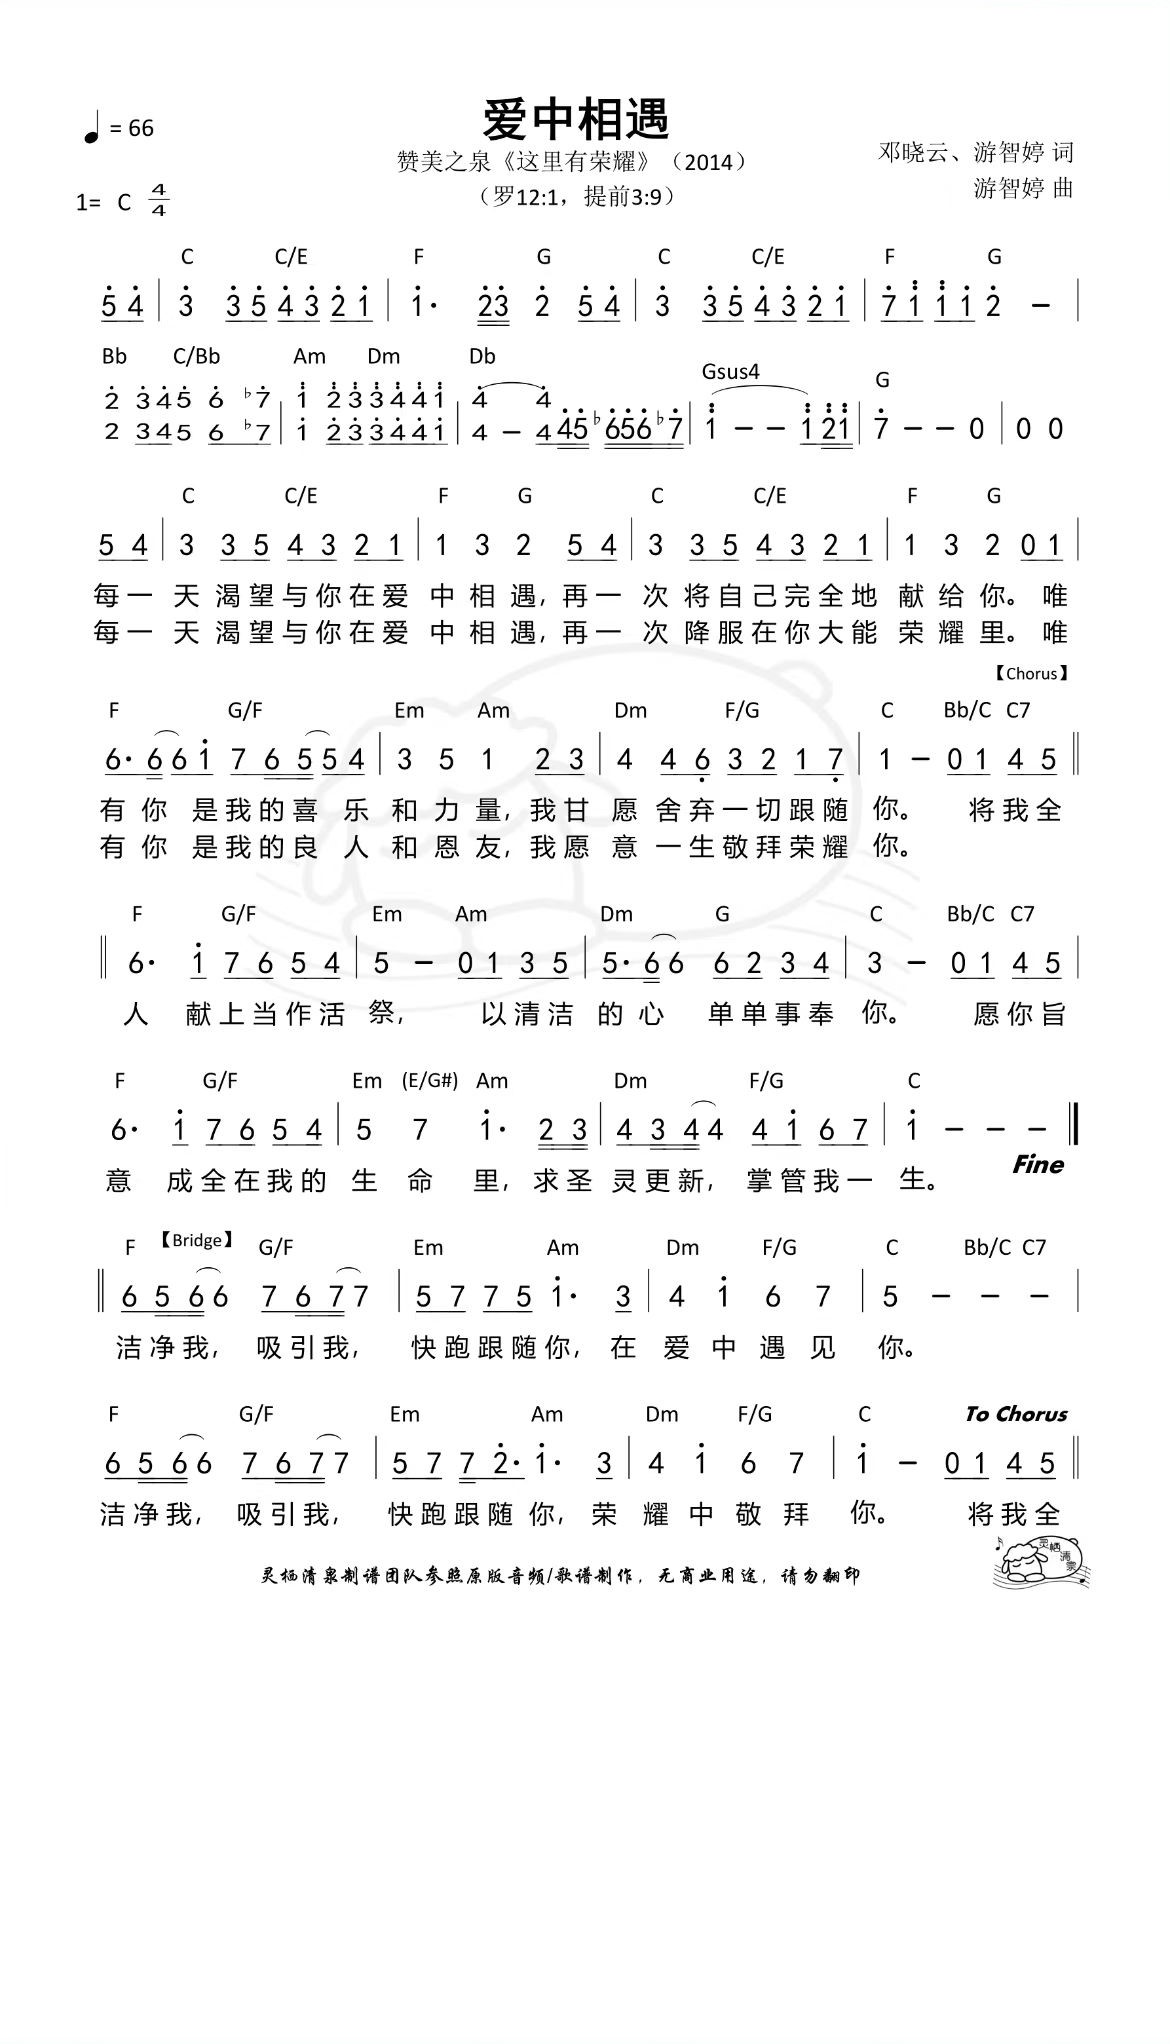 爱中相遇
♩ = 66
赞美之泉《这里有荣耀》（2014）
邓晓云、游智婷 词
1= C 4/4
（罗12:1，提前3:9）
游智婷 曲
C C/E F G C C/E F G
5 4 | 3 3 5 4 3 2 1 | 1· 23 2 5 4 | 3 3 5 4 3 2 1 | 7 1 1 1 2 – |
Bb C/Bb Am Dm Db Gsus4 G
2 3 4 5 6 ♭7 | 1 2 3 3 4 4 1 | 4 4
2 3 4 5 6 ♭7 | 1 2 3 3 4 4 1 | 4 – 4 45 ♭656 ♭7 | 1 – – 1 21 | 7 – – 0 | 0 0
C C/E F G C C/E F G
5 4 | 3 3 5 4 3 2 1 | 1 3 2 5 4 | 3 3 5 4 3 2 1 | 1 3 2 0 1 |
每一天渴望与你在爱中相遇，再一次将自己完全地献给你。唯
每一天渴望与你在爱中相遇，再一次降服在你大能荣耀里。唯
【Chorus】
F G/F Em Am Dm F/G C Bb/C C7
6· 6 6 1 7 6 5 5 4 | 3 5 1 2 3 | 4 4 6 3 2 1 7 | 1 – 0 1 4 5 ‖
有你是我的喜乐和力量，我甘愿舍弃一切跟随你。将我全
有你是我的良人和恩友，我愿意一生敬拜荣耀你。
F G/F Em Am Dm G C Bb/C C7
‖ 6· 1 7 6 5 4 | 5 – 0 1 3 5 | 5· 6 6 6 2 3 4 | 3 – 0 1 4 5 |
人献上当作活祭，以清洁的心单单事奉你。愿你旨
F G/F Em (E/G#) Am Dm F/G C
6· 1 7 6 5 4 | 5 7 1· 2 3 | 4 3 4 4 4 1 6 7 | 1 – – – ‖
意成全在我的生命里，求圣灵更新，掌管我一生。
Fine
F 【Bridge】 G/F Em Am Dm F/G C Bb/C C7
‖ 6 5 6 6 7 6 7 7 | 5 7 7 5 1· 3 | 4 1 6 7 | 5 – – – |
洁净我，吸引我，快跑跟随你，在爱中遇见你。
F G/F Em Am Dm F/G C To Chorus
6 5 6 6 7 6 7 7 | 5 7 7 2· 1· 3 | 4 1 6 7 | 1 – 0 1 4 5 ‖
洁净我，吸引我，快跑跟随你，荣耀中敬拜你。将我全
灵栖清泉制谱团队参照原版音频/歌谱制作，无商业用途，请勿翻印
灵栖清泉